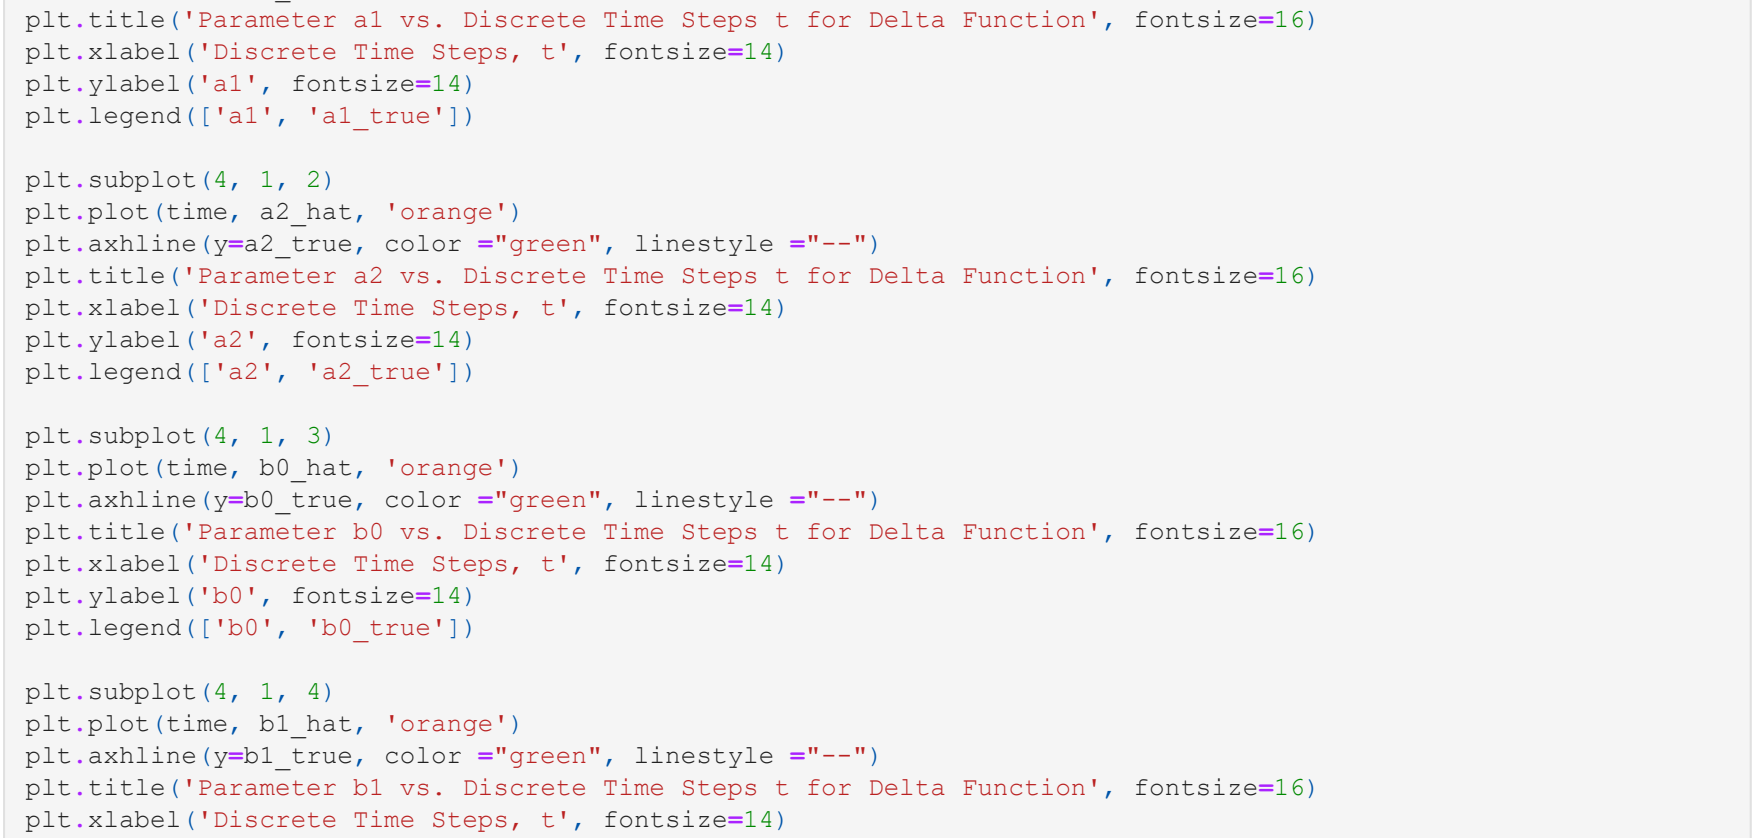 plt.title('Parameter a1 vs. Discrete Time Steps t for Delta Function', fontsize=16)
plt.xlabel('Discrete Time Steps, t', fontsize=14)
plt.ylabel('a1', fontsize=14)
plt.legend(['a1', 'a1_true'])

plt.subplot(4, 1, 2)
plt.plot(time, a2_hat, 'orange')
plt.axhline(y=a2_true, color ="green", linestyle ="--")
plt.title('Parameter a2 vs. Discrete Time Steps t for Delta Function', fontsize=16)
plt.xlabel('Discrete Time Steps, t', fontsize=14)
plt.ylabel('a2', fontsize=14)
plt.legend(['a2', 'a2_true'])

plt.subplot(4, 1, 3)
plt.plot(time, b0_hat, 'orange')
plt.axhline(y=b0_true, color ="green", linestyle ="--")
plt.title('Parameter b0 vs. Discrete Time Steps t for Delta Function', fontsize=16)
plt.xlabel('Discrete Time Steps, t', fontsize=14)
plt.ylabel('b0', fontsize=14)
plt.legend(['b0', 'b0_true'])

plt.subplot(4, 1, 4)
plt.plot(time, b1_hat, 'orange')
plt.axhline(y=b1_true, color ="green", linestyle ="--")
plt.title('Parameter b1 vs. Discrete Time Steps t for Delta Function', fontsize=16)
plt.xlabel('Discrete Time Steps, t', fontsize=14)